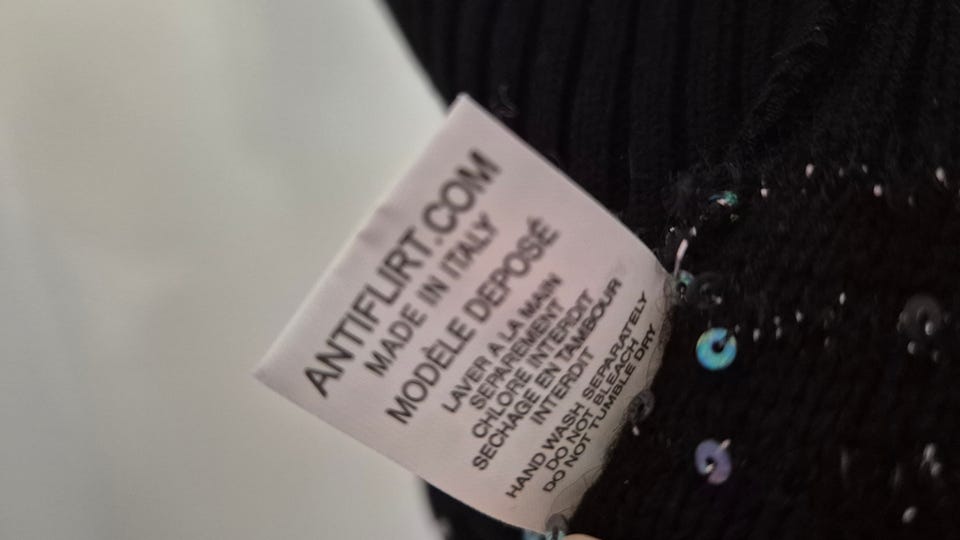 ANTIFLIRT.COM
MADE IN ITALY
MODÈLE DEPOSÉ
LAVER A LA MAIN
SEPAREMENT
CHLORE INTERDIT
SECHAGE EN TAMBOUR
INTERDIT
HAND WASH SEPARATELY
DO NOT BLEACH
DO NOT TUMBLE DRY